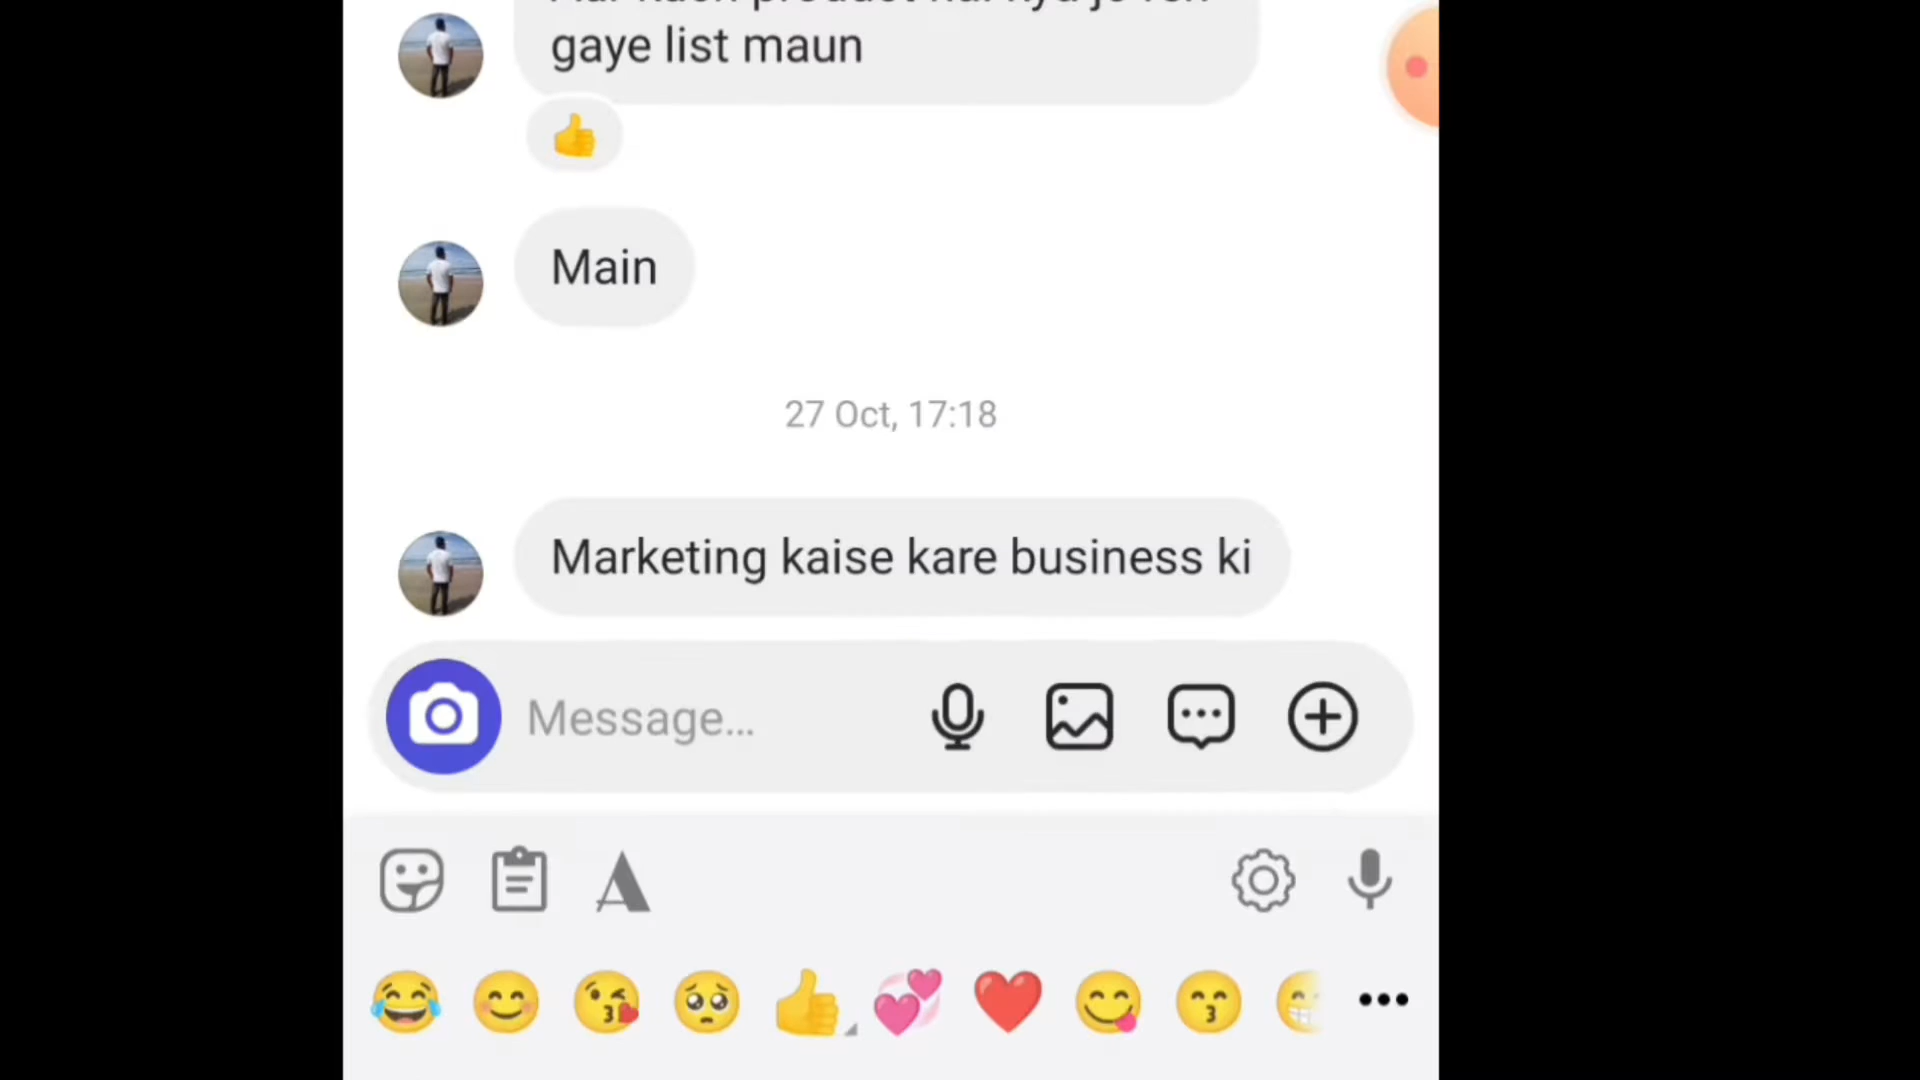 gaye list maun
Main
27 Oct, 17:18
Marketing kaise kare business ki
Message...